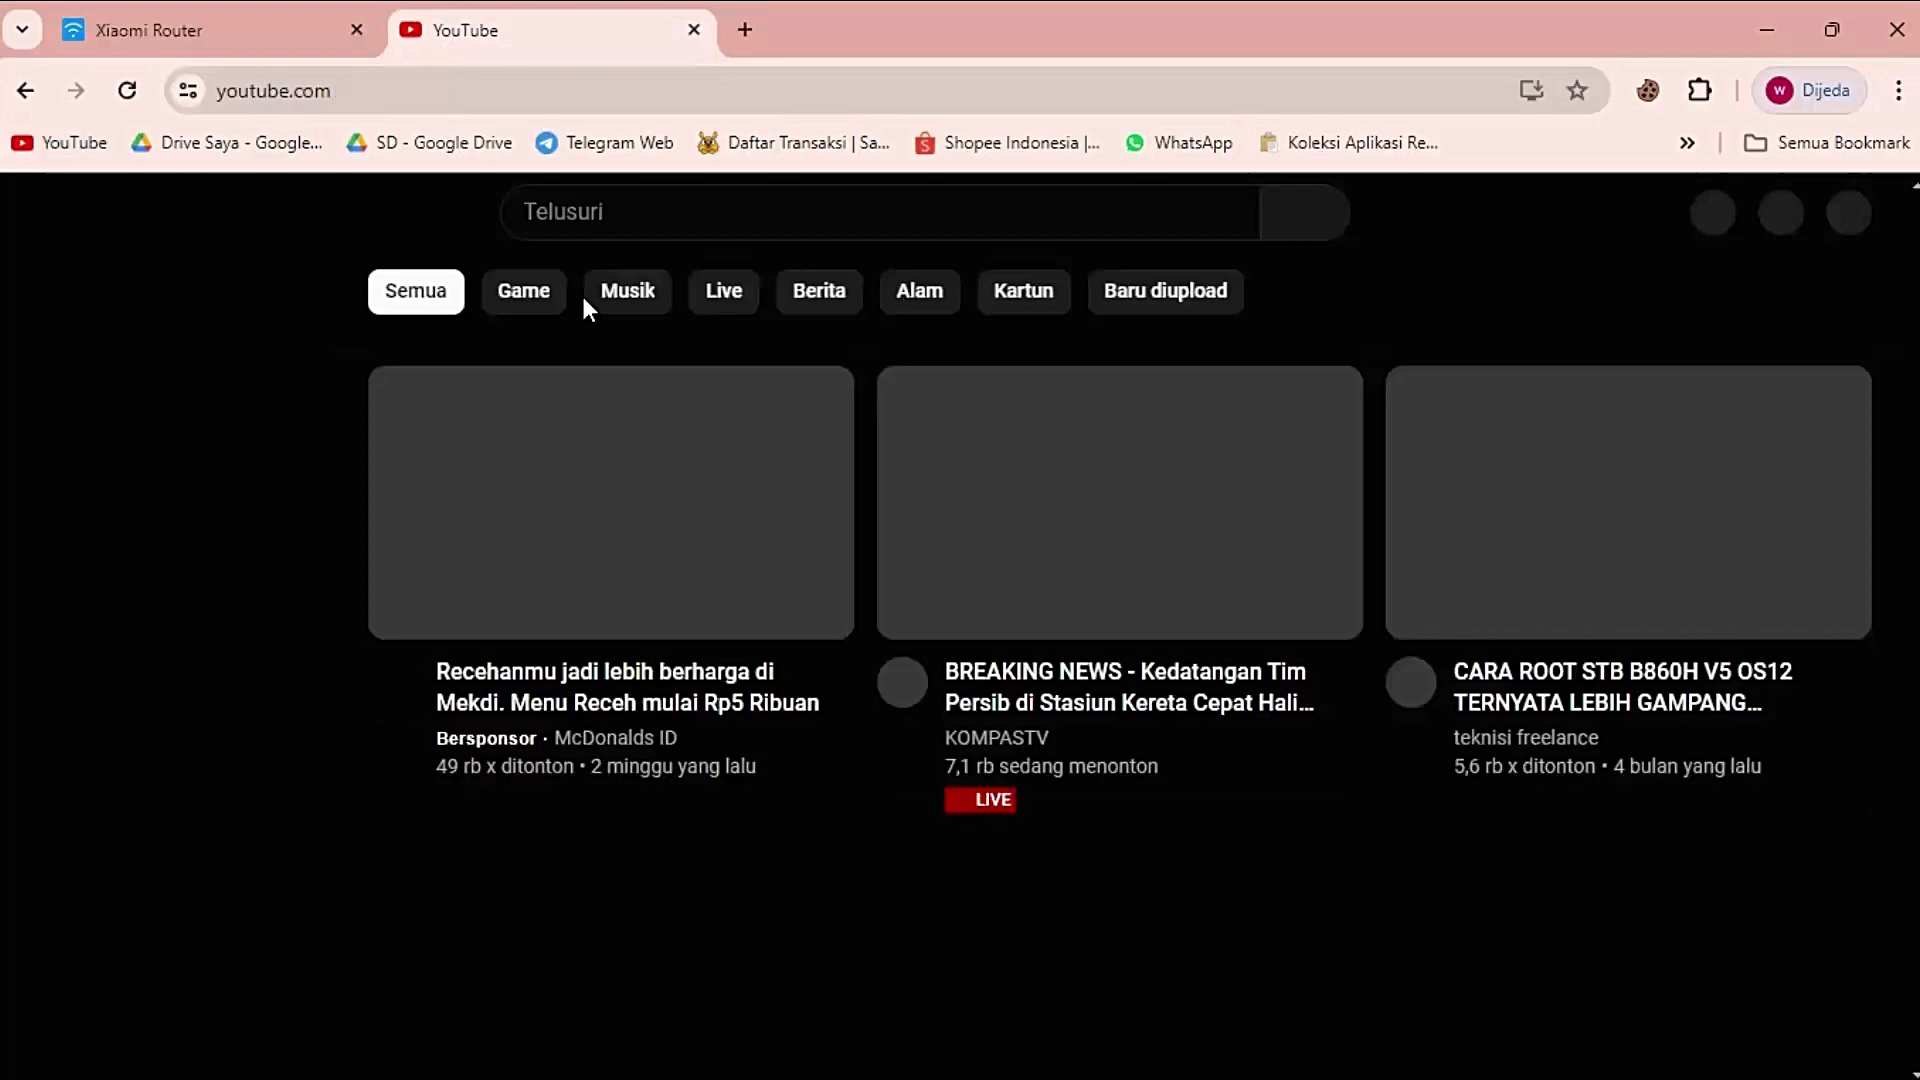 Xiaomi Router
YouTube
youtube.com
W
Dijeda
YouTube
Drive Saya - Google...
SD - Google Drive
Telegram Web
Daftar Transaksi | Sa...
Shopee Indonesia |...
WhatsApp
Koleksi Aplikasi Re...
Semua Bookmark
Telusuri
Semua
Game
Musik
Live
Berita
Alam
Kartun
Baru diupload
Recehanmu jadi lebih berharga di
Mekdi. Menu Receh mulai Rp5 Ribuan
Bersponsor · McDonalds ID
49 rb x ditonton • 2 minggu yang lalu
BREAKING NEWS - Kedatangan Tim
Persib di Stasiun Kereta Cepat Hali...
KOMPASTV
7,1 rb sedang menonton
LIVE
CARA ROOT STB B860H V5 OS12
TERNYATA LEBIH GAMPANG...
teknisi freelance
5,6 rb x ditonton • 4 bulan yang lalu